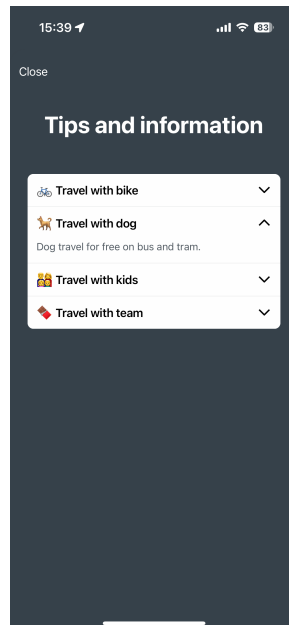 15:39
83
Close
Tips and information
Travel with bike
Travel with dog
Dog travel for free on bus and tram.
Travel with kids
Travel with team